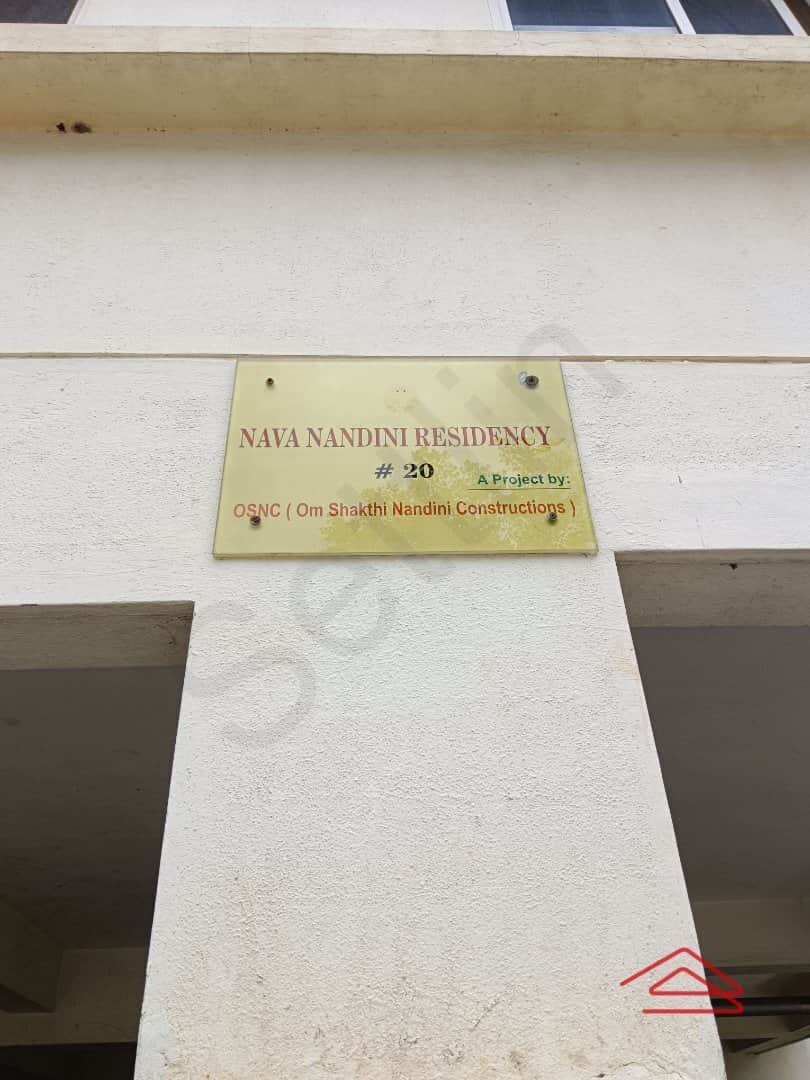 NAVA NANDINI RESIDENCY
# 20
A Project by:
OSNC ( Om Shakthi Nandini Constructions )